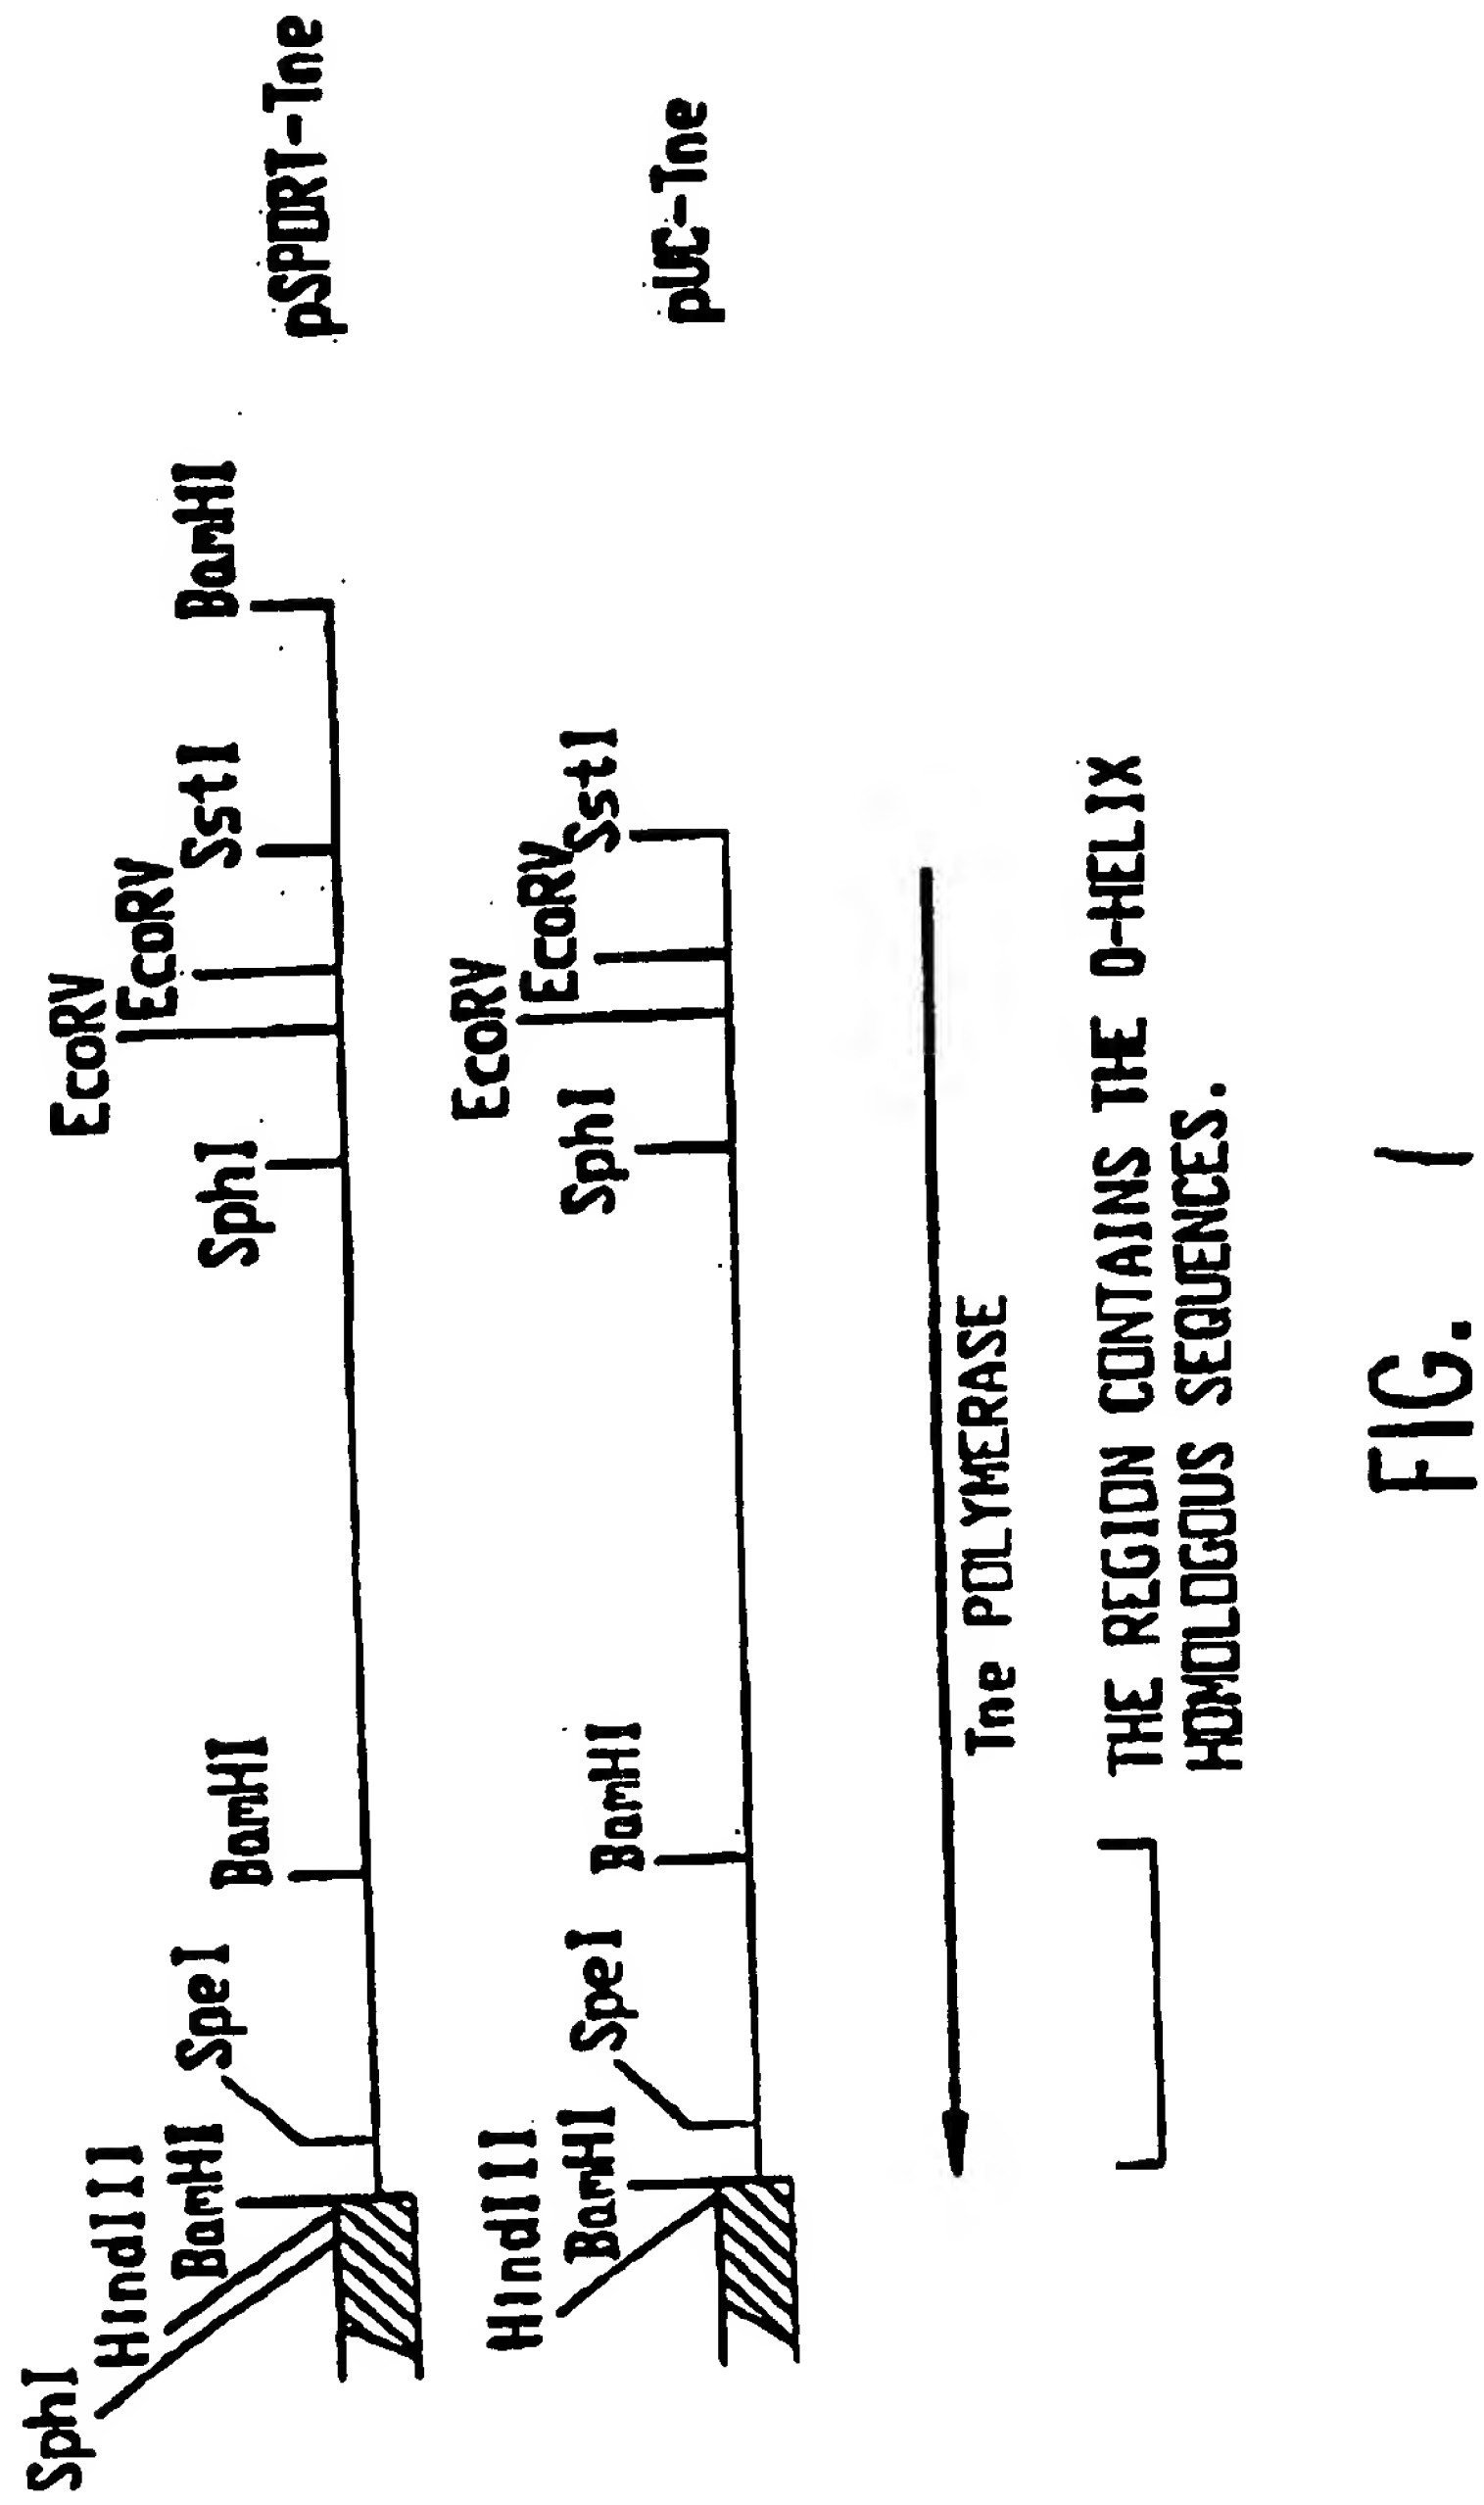 SphI
HindIII
BamHI
SpeI
BamHI
SphI
EcoRV
EcoRV
SstI
BamHI
pSPORT-Tne
HindIII
BamHI
SpeI
BamHI
SphI
EcoRV
EcoRV
SstI
pUC-Tne
Tne POLYMERASE
THE REGION CONTAINS THE O-HELIX
HOMOLOGOUS SEQUENCES.
FIG. 1